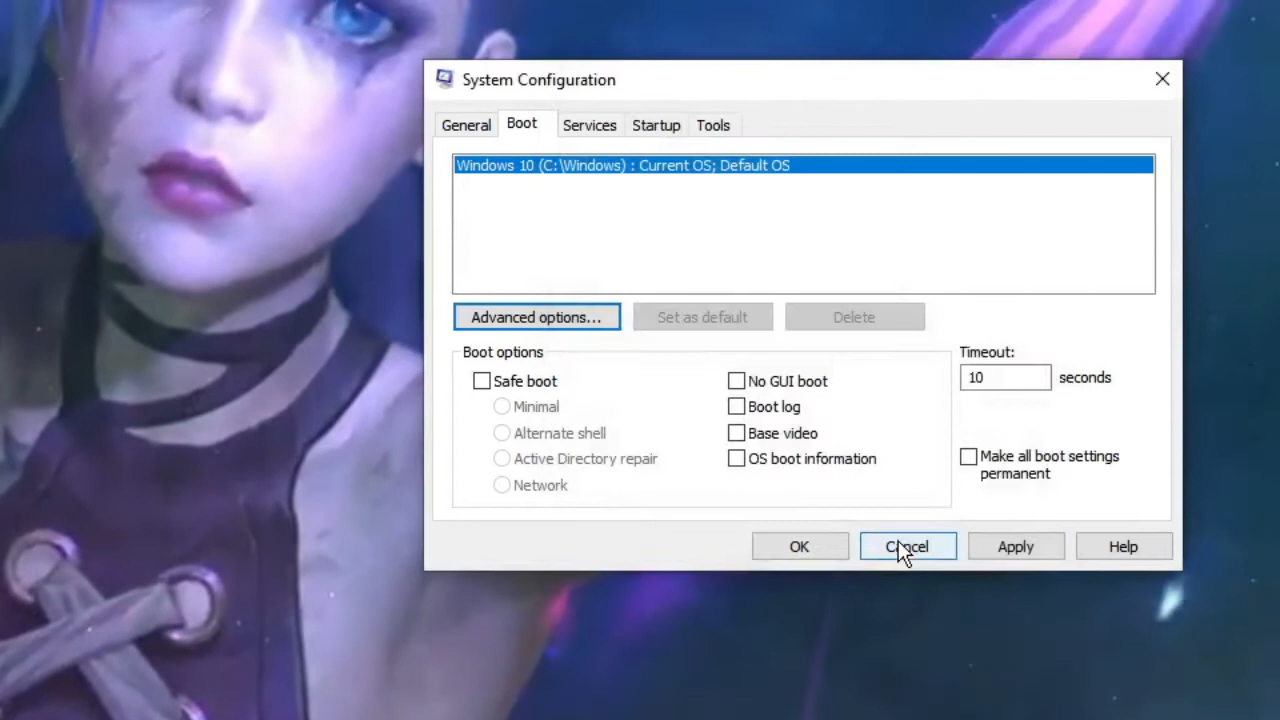 System Configuration
General Boot Services Startup Tools
Windows 10 (C:\Windows) : Current OS; Default OS
Advanced options... Set as default Delete
Boot options
Timeout:
Safe boot No GUI boot
10 seconds
Minimal Boot log
Alternate shell Base video
Active Directory repair OS boot information
Make all boot settings
permanent
Network
OK Cancel Apply Help